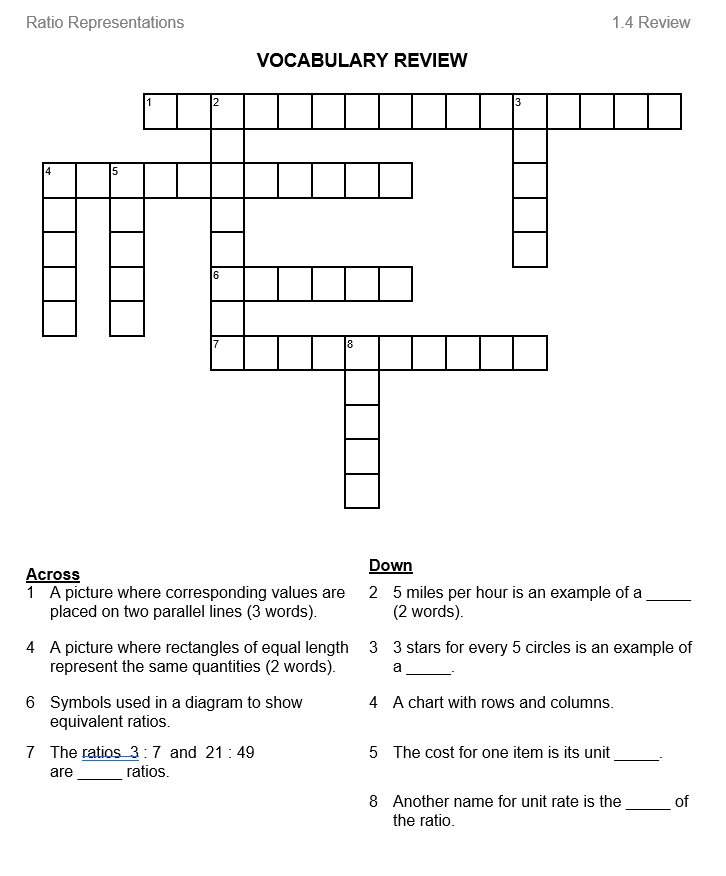 Ratio Representations 1.4 Review
VOCABULARY REVIEW
1 2 3
4 5
6
7 8
Across
1 A picture where corresponding values are
placed on two parallel lines (3 words).
4 A picture where rectangles of equal length
represent the same quantities (2 words).
6 Symbols used in a diagram to show
equivalent ratios.
7 The ratios 3 : 7 and 21 : 49
are _____ ratios.
Down
2 5 miles per hour is an example of a _____
(2 words).
3 3 stars for every 5 circles is an example of
a _____.
4 A chart with rows and columns.
5 The cost for one item is its unit _____.
8 Another name for unit rate is the _____ of
the ratio.